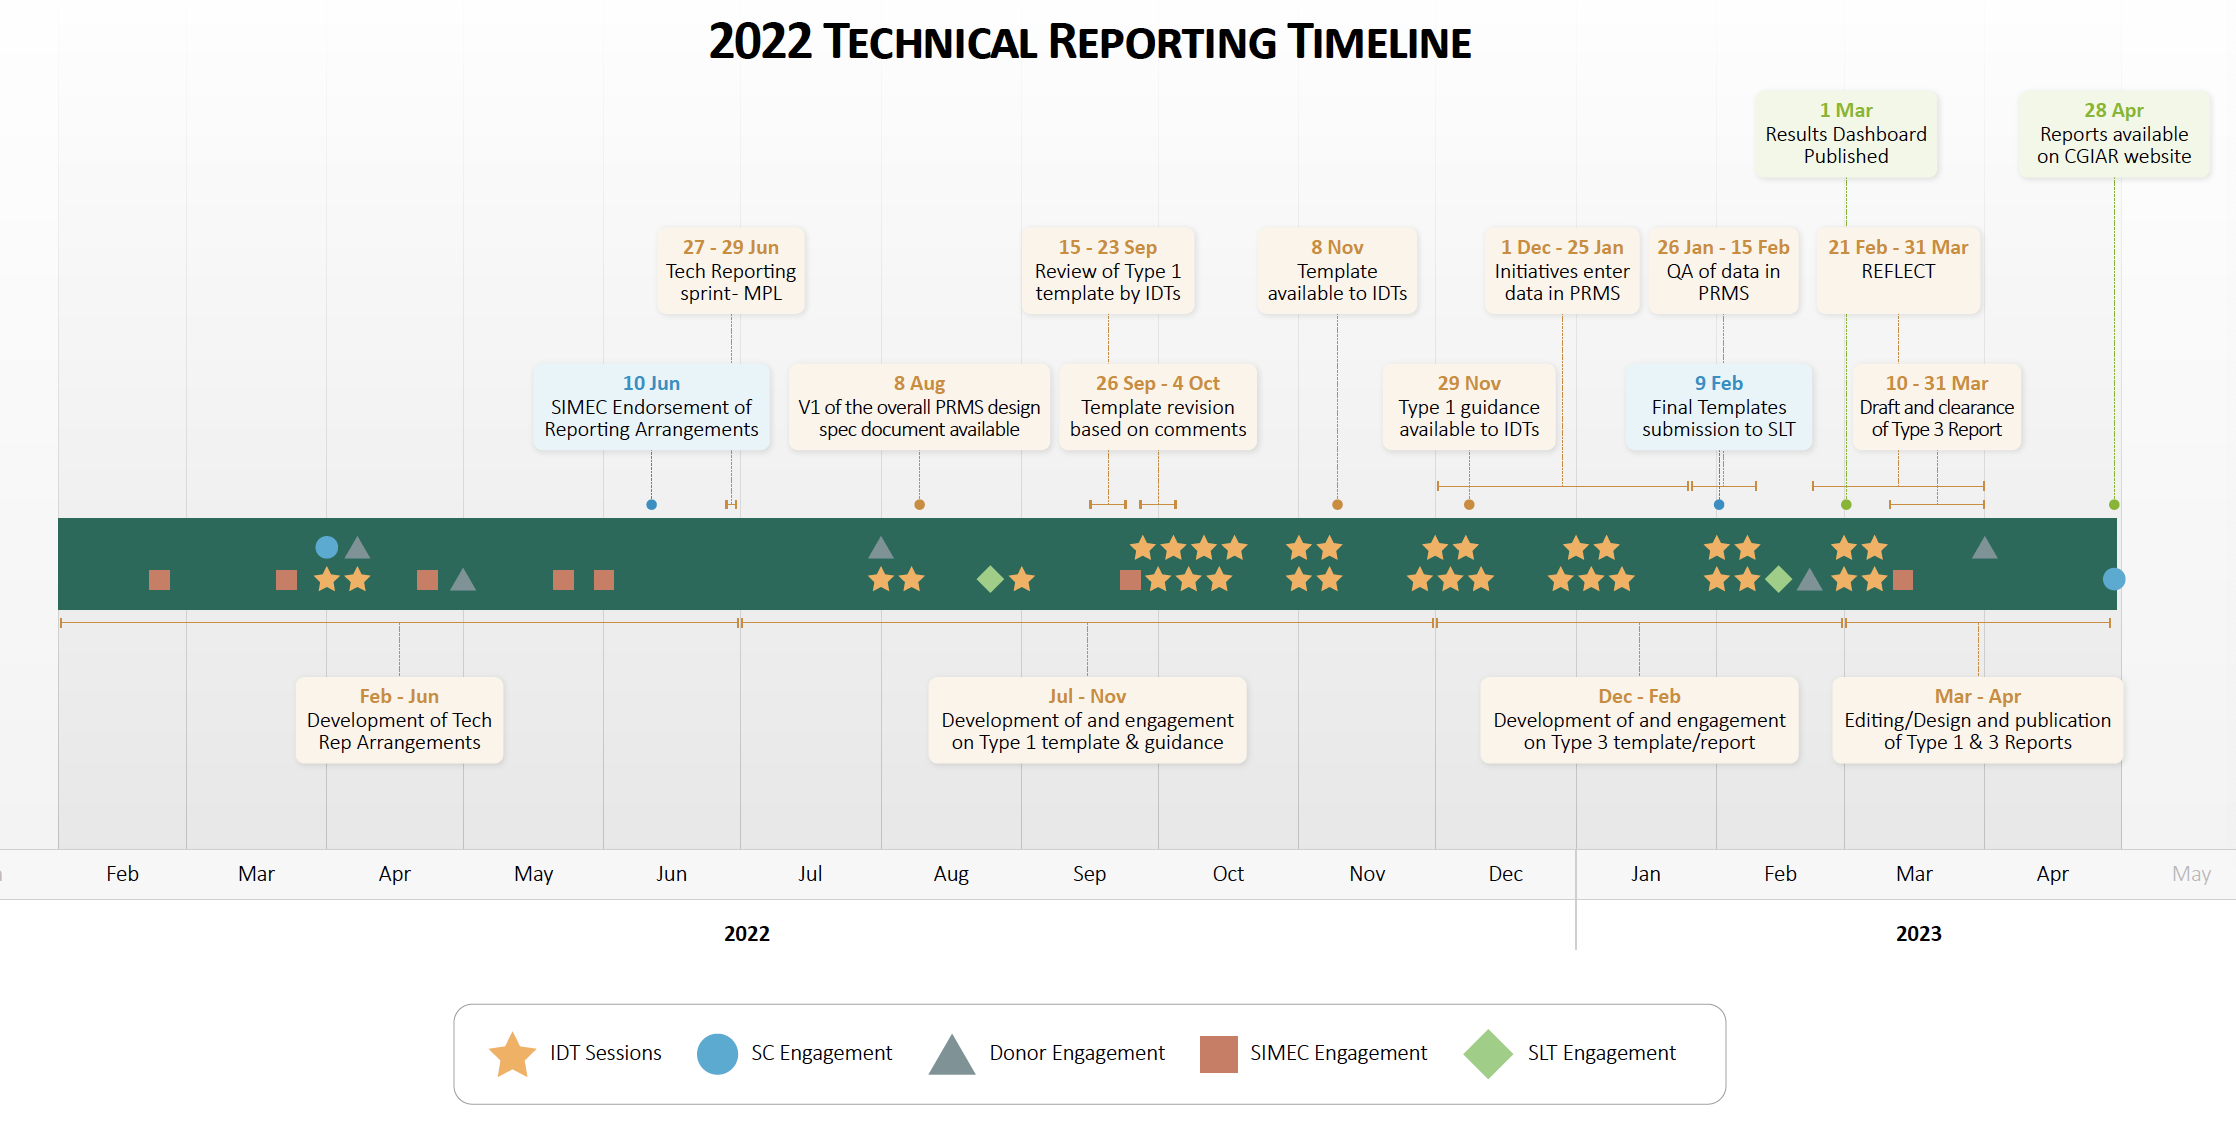 2022 TECHNICAL REPORTING TIMELINE
1 Mar
Results Dashboard
Published
28 Apr
Reports available
on CGIAR website
27 - 29 Jun
Tech Reporting
sprint- MPL
15 - 23 Sep
Review of Type 1
template by IDTs
8 Nov
Template
available to IDTs
1 Dec - 25 Jan
Initiatives enter
data in PRMS
26 Jan - 15 Feb
QA of data in
PRMS
21 Feb - 31 Mar
REFLECT
10 Jun
SIMEC Endorsement of
Reporting Arrangements
8 Aug
V1 of the overall PRMS design
spec document available
26 Sep - 4 Oct
Template revision
based on comments
29 Nov
Type 1 guidance
available to IDTs
9 Feb
Final Templates
submission to SLT
10 - 31 Mar
Draft and clearance
of Type 3 Report
Feb - Jun
Development of Tech
Rep Arrangements
Jul - Nov
Development of and engagement
on Type 1 template & guidance
Dec - Feb
Development of and engagement
on Type 3 template/report
Mar - Apr
Editing/Design and publication
of Type 1 & 3 Reports
Feb Mar Apr May Jun Jul Aug Sep Oct Nov Dec Jan Feb Mar Apr May
2022 2023
IDT Sessions SC Engagement Donor Engagement SIMEC Engagement SLT Engagement